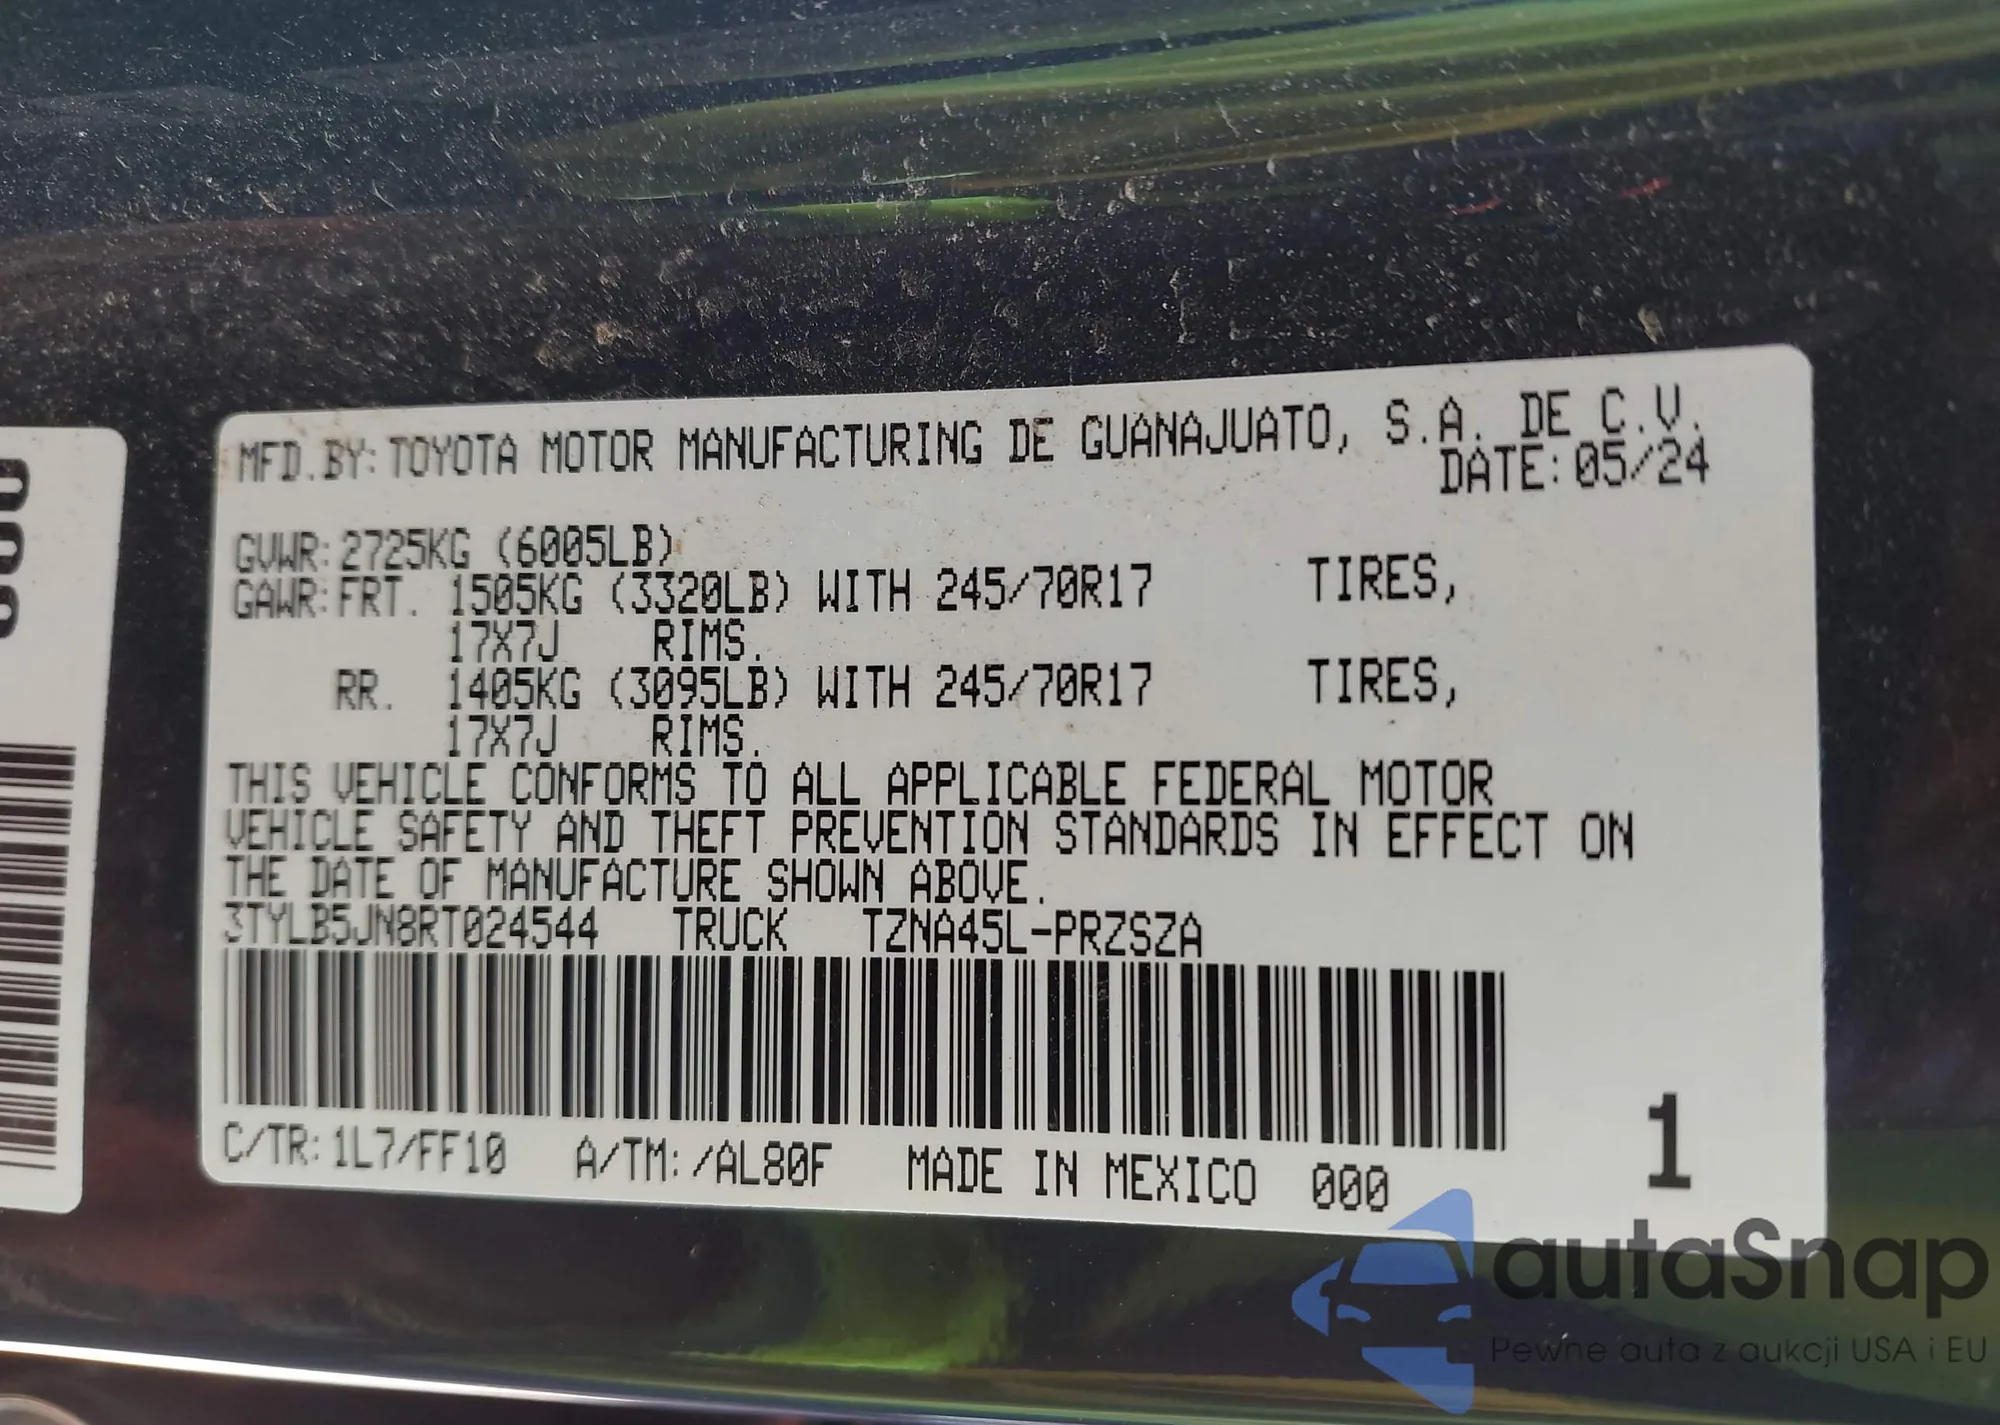 MFD.BY: TOYOTA MOTOR MANUFACTURING DE GUANAJUATO, S.A. DE C.V.
DATE: 05/24
GVWR: 2725KG (6005LB)
GAWR: FRT. 1505KG (3320LB) WITH 245/70R17 TIRES,
17X7J RIMS.
RR. 1405KG (3095LB) WITH 245/70R17 TIRES,
17X7J RIMS.
THIS VEHICLE CONFORMS TO ALL APPLICABLE FEDERAL MOTOR
VEHICLE SAFETY AND THEFT PREVENTION STANDARDS IN EFFECT ON
THE DATE OF MANUFACTURE SHOWN ABOVE.
3TYLB5JN8RT024544 TRUCK TZNA45L-PRZSZA
C/TR: 1L7/FF10 A/TM: /AL80F MADE IN MEXICO 000
1
autaSnap
Pewne auta z aukcji USA i EU